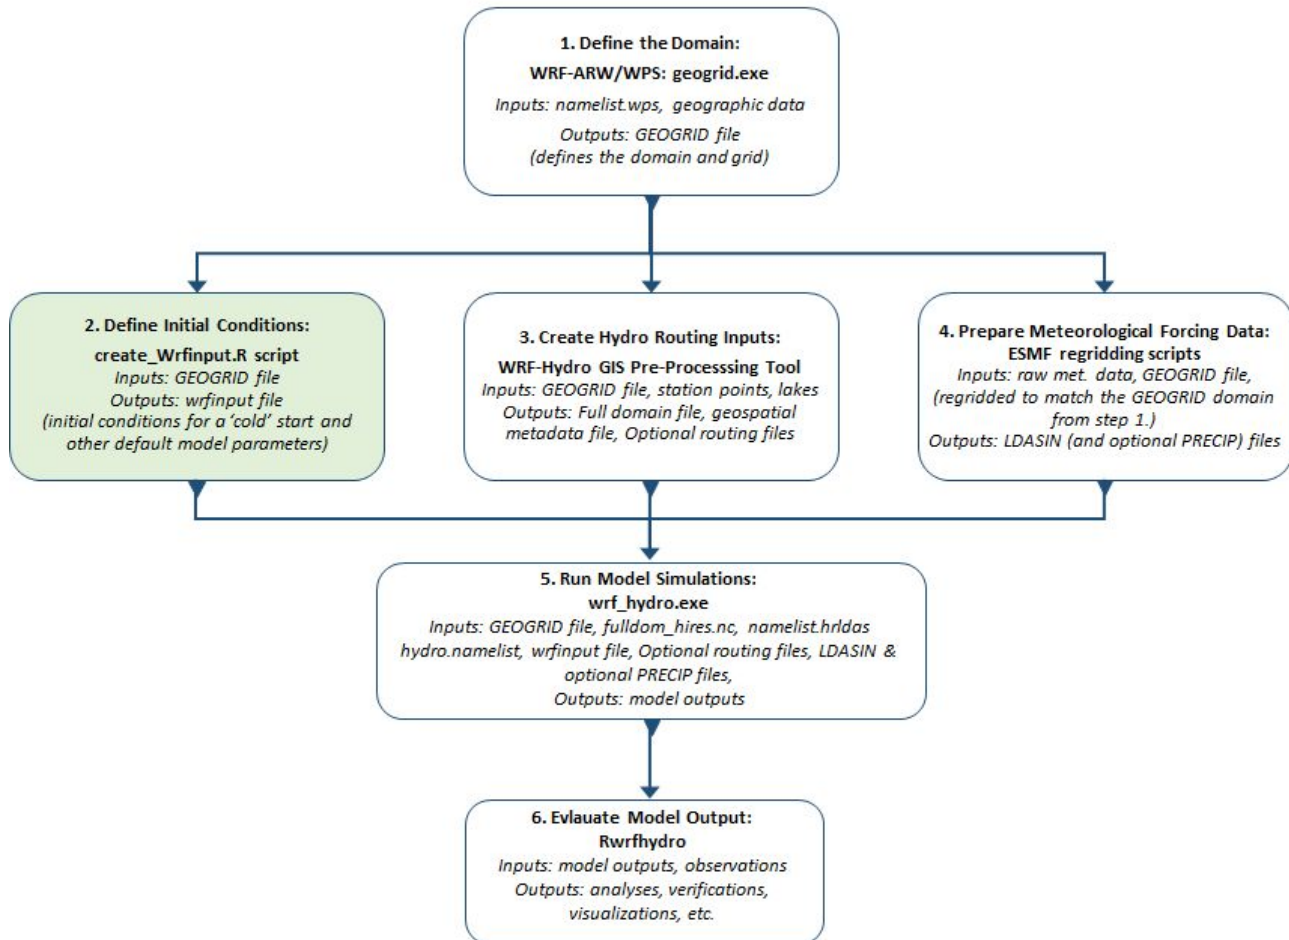 1. Define the Domain:
WRF-ARW/WPS: geogrid.exe
Inputs: namelist.wps, geographic data
Outputs: GEOGRID file
(defines the domain and grid)
2. Define Initial Conditions:
create_Wrfinput.R script
Inputs: GEOGRID file
Outputs: wrfinput file
(initial conditions for a ‘cold’ start and
other default model parameters)
3. Create Hydro Routing Inputs:
WRF-Hydro GIS Pre-Processsing Tool
Inputs: GEOGRID file, station points, lakes
Outputs: Full domain file, geospatial
metadata file, Optional routing files
4. Prepare Meteorological Forcing Data:
ESMF regridding scripts
Inputs: raw met. data, GEOGRID file,
(regridded to match the GEOGRID domain
from step 1.)
Outputs: LDASIN (and optional PRECIP) files
5. Run Model Simulations:
wrf_hydro.exe
Inputs: GEOGRID file, fulldom_hires.nc, namelist.hrldas
hydro.namelist, wrfinput file, Optional routing files, LDASIN &
optional PRECIP files,
Outputs: model outputs
6. Evlauate Model Output:
Rwrfhydro
Inputs: model outputs, observations
Outputs: analyses, verifications,
visualizations, etc.